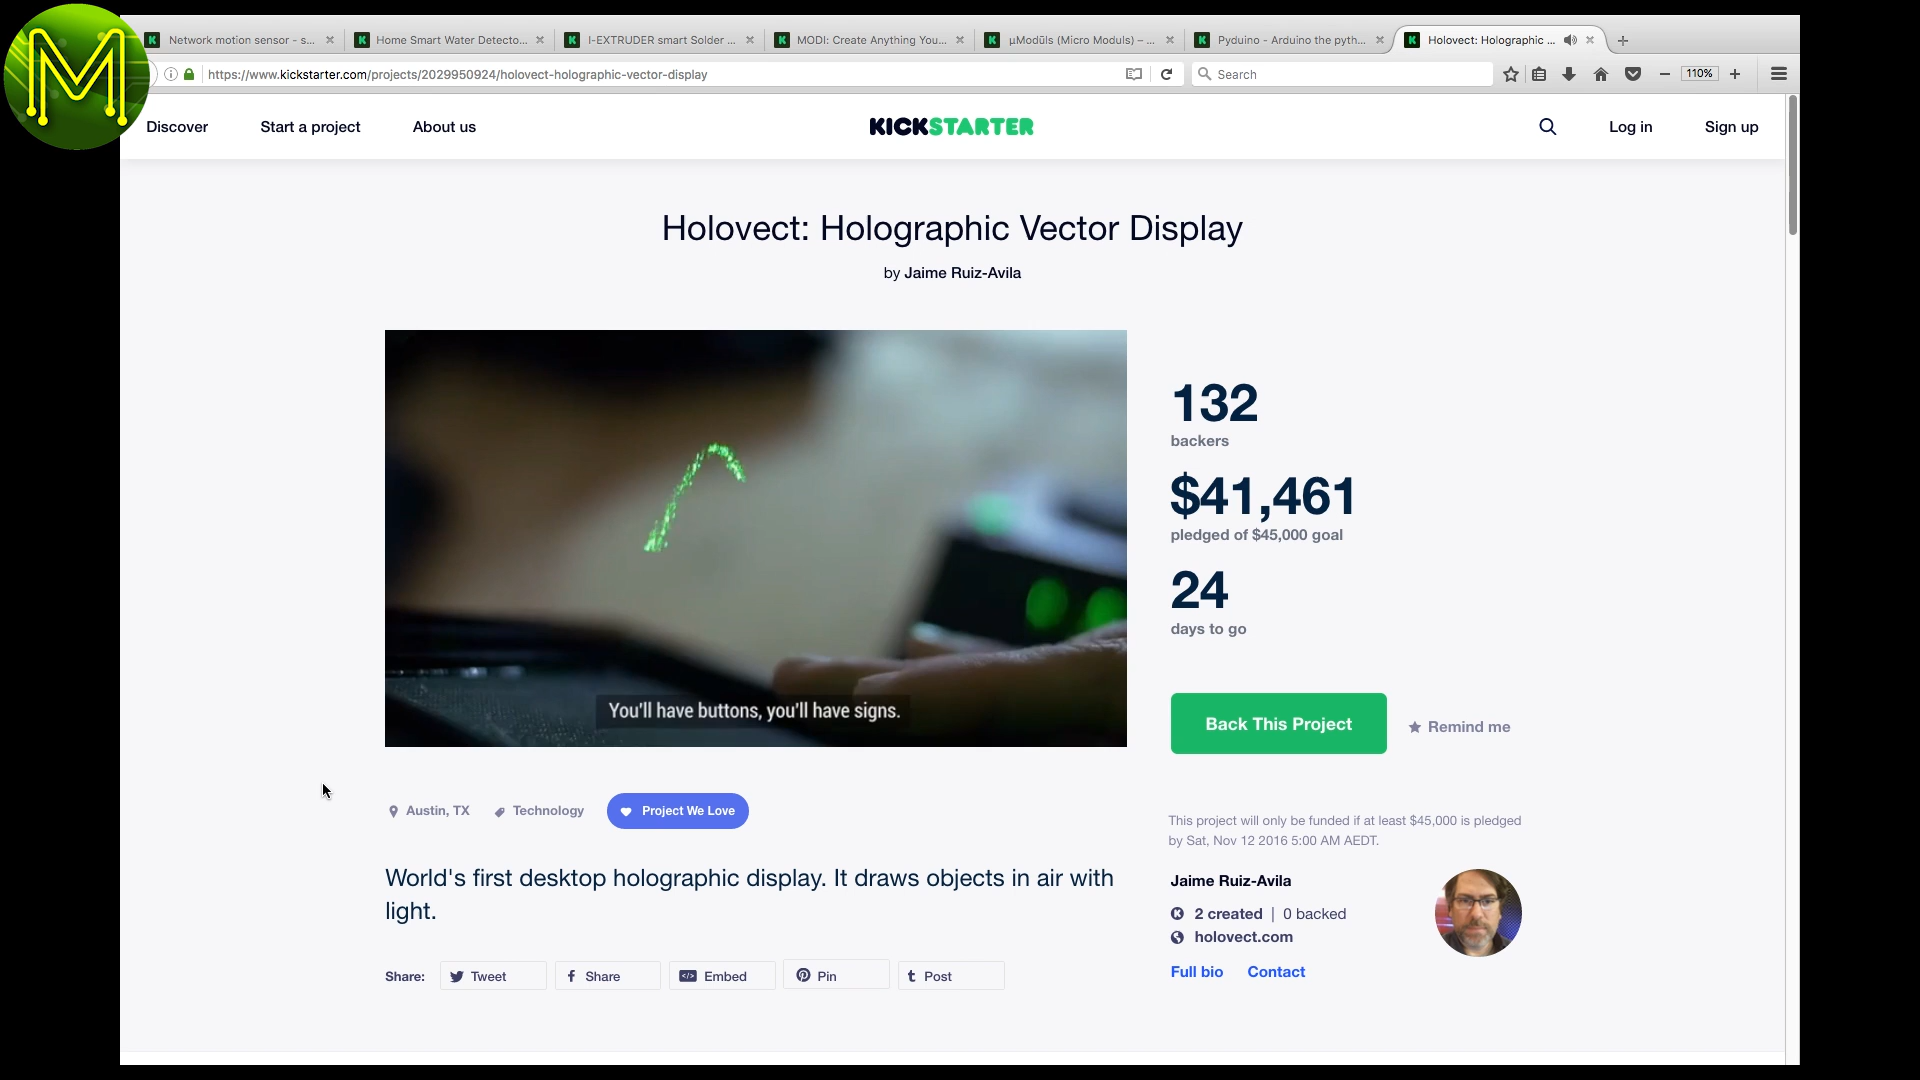 M
Network motion sensor - s...
Home Smart Water Detecto...
I-EXTRUDER smart Solder ...
MODI: Create Anything You...
µModūls (Micro Moduls) – ...
Pyduino - Arduino the pyth...
Holovect: Holographic ...
https://www.kickstarter.com/projects/2029950924/holovect-holographic-vector-display
Search
110%
Discover
Start a project
About us
KICKSTARTER
Log in
Sign up
Holovect: Holographic Vector Display
by Jaime Ruiz-Avila
132
backers
$41,461
pledged of $45,000 goal
24
days to go
You'll have buttons, you'll have signs.
Back This Project
Remind me
Austin, TX
Technology
Project We Love
This project will only be funded if at least $45,000 is pledged
by Sat, Nov 12 2016 5:00 AM AEDT.
World's first desktop holographic display. It draws objects in air with
light.
Jaime Ruiz-Avila
2 created | 0 backed
holovect.com
Full bio
Contact
Share:
Tweet
Share
Embed
Pin
Post